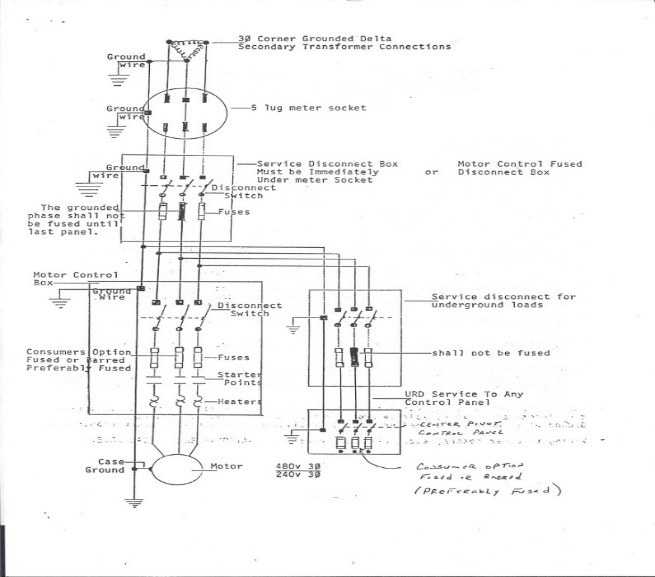 30 Corner Grounded Delta
Secondary Transformer Connections
Ground
wire
Ground
wire
5 lug meter socket
Ground
wire
Service Disconnect Box
Must be Immediately
Under meter Socket
or
Motor Control Fused
Disconnect Box
Disconnect
Switch
The grounded
phase shall not
be fused until
last panel.
Fuses
Motor Control
Box
Ground
Wire
Disconnect
Switch
Service disconnect for
underground loads
Consumers Option
Fused or Barred
Preferably Fused
Fuses
shall not be fused
Starter
Points
Heaters
URD Service To Any
Control Panel
CENTER PIVOT
CONTROL PANEL
Case
Ground
Motor
480v 30
240v 30
CONSUMER OPTION
FUSED OR BARRED
(PREFERABLY FUSED)